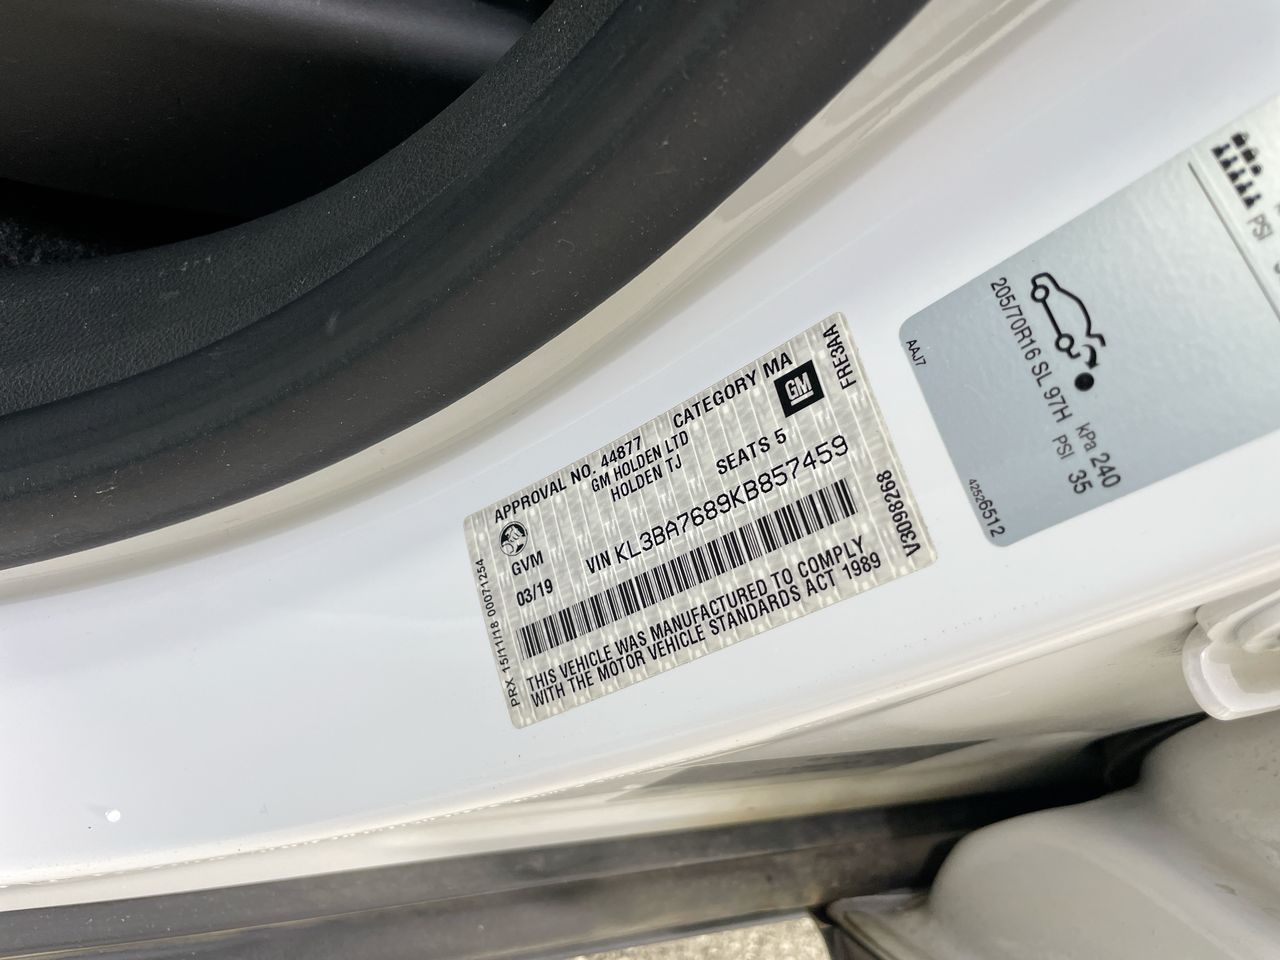 APPROVAL NO. 44877 CATEGORY MA
GM HOLDEN LTD
HOLDEN TJ
GM
GVM SEATS 5
03/19 VIN KL3BA7689KB857459
THIS VEHICLE WAS MANUFACTURED TO COMPLY
WITH THE MOTOR VEHICLE STANDARDS ACT 1989
PRX 15/11/18 00071254
FRE3AA
V3098268
AAJ7
205/70R16 SL 97H
kPa 240
PSI 35
42526512
PSI